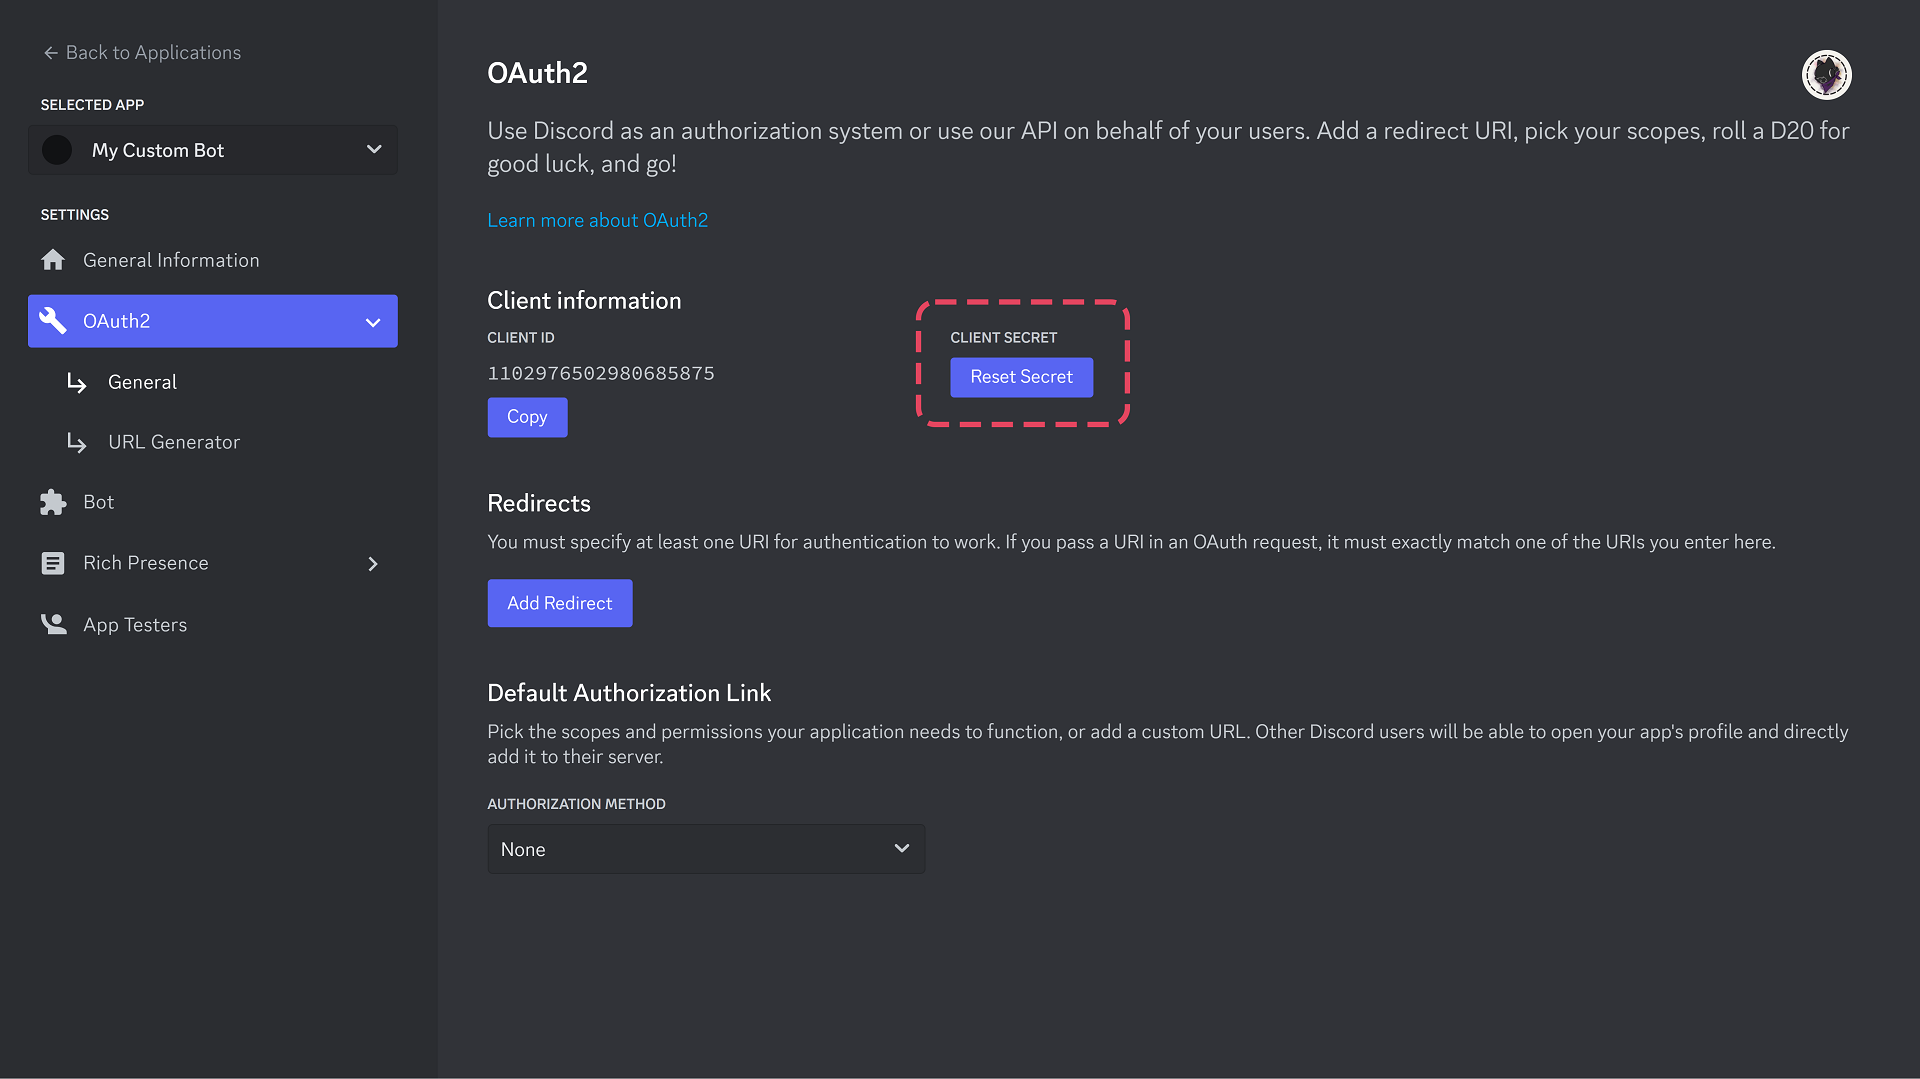 Back to Applications
SELECTED APP
My Custom Bot
SETTINGS
General Information
OAuth2
General
URL Generator
Bot
Rich Presence
App Testers
OAuth2
Use Discord as an authorization system or use our API on behalf of your users. Add a redirect URI, pick your scopes, roll a D20 for
good luck, and go!
Learn more about OAuth2
Client information
CLIENT ID
1102976502980685875
Copy
CLIENT SECRET
Reset Secret
Redirects
You must specify at least one URI for authentication to work. If you pass a URI in an OAuth request, it must exactly match one of the URIs you enter here.
Add Redirect
Default Authorization Link
Pick the scopes and permissions your application needs to function, or add a custom URL. Other Discord users will be able to open your app's profile and directly
add it to their server.
AUTHORIZATION METHOD
None